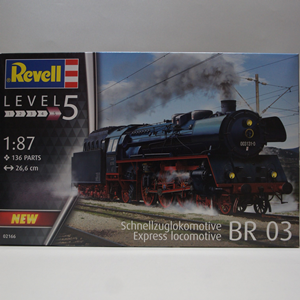 Revell
LEVEL 5
1:87
136 PARTS
26,6 cm
NEW
Schnellzuglokomotive
Express locomotive
BR 03
02166